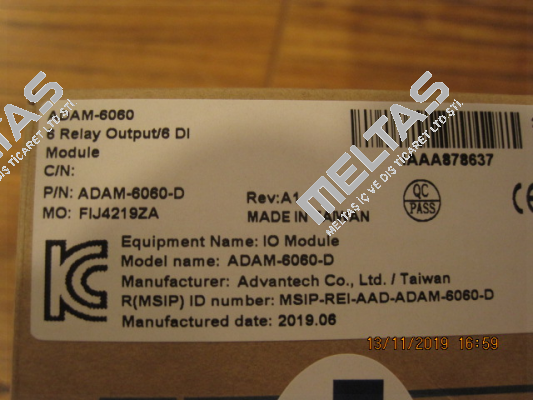 ADAM-6060
6 Relay Output/6 DI
Module
C/N:
P/N: ADAM-6060-D
Rev:A1
MO: FIJ4219ZA
MADE IN TAIWAN
AAA878637
QC
PASS
CE
KC
Equipment Name: IO Module
Model name: ADAM-6060-D
Manufacturer: Advantech Co., Ltd. / Taiwan
R(MSIP) ID number: MSIP-REI-AAD-ADAM-6060-D
Manufactured date: 2019.06
13/11/2019 16:59
MELTAS
MELTAS İÇ VE DIŞ TİCARET LTD.ŞTİ.
MELTAS